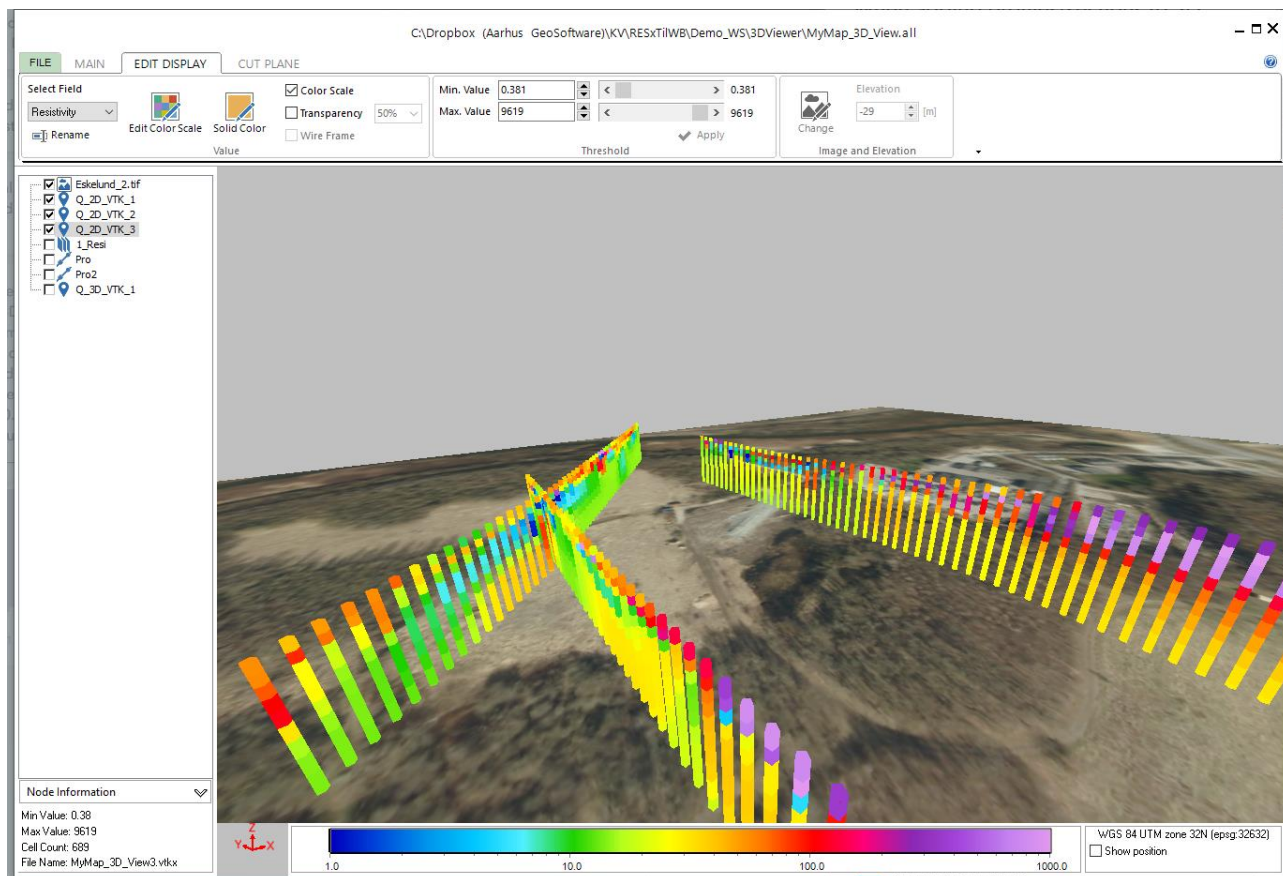 C:\Dropbox (Aarhus GeoSoftware)\KV\RESxTilWB\Demo_WS\3DViewer\MyMap_3D_View.all
FILE MAIN EDIT DISPLAY CUT PLANE
Select Field
Resistivity
Rename
Edit Color Scale Solid Color
Color Scale
Transparency 50%
Wire Frame
Value
Min. Value 0.381 < > 0.381
Max. Value 9619 < > 9619
Apply
Threshold
Change
Elevation
-29 [m]
Image and Elevation
Eskelund_2.tif
Q_2D_VTK_1
Q_2D_VTK_2
Q_2D_VTK_3
1_Resi
Pro
Pro2
Q_3D_VTK_1
Node Information
Min Value: 0.38
Max Value: 9619
Cell Count: 689
File Name: MyMap_3D_View3.vtkx
Z
Y X
1.0 10.0 100.0 1000.0
WGS 84 UTM zone 32N (epsg:32632)
Show position